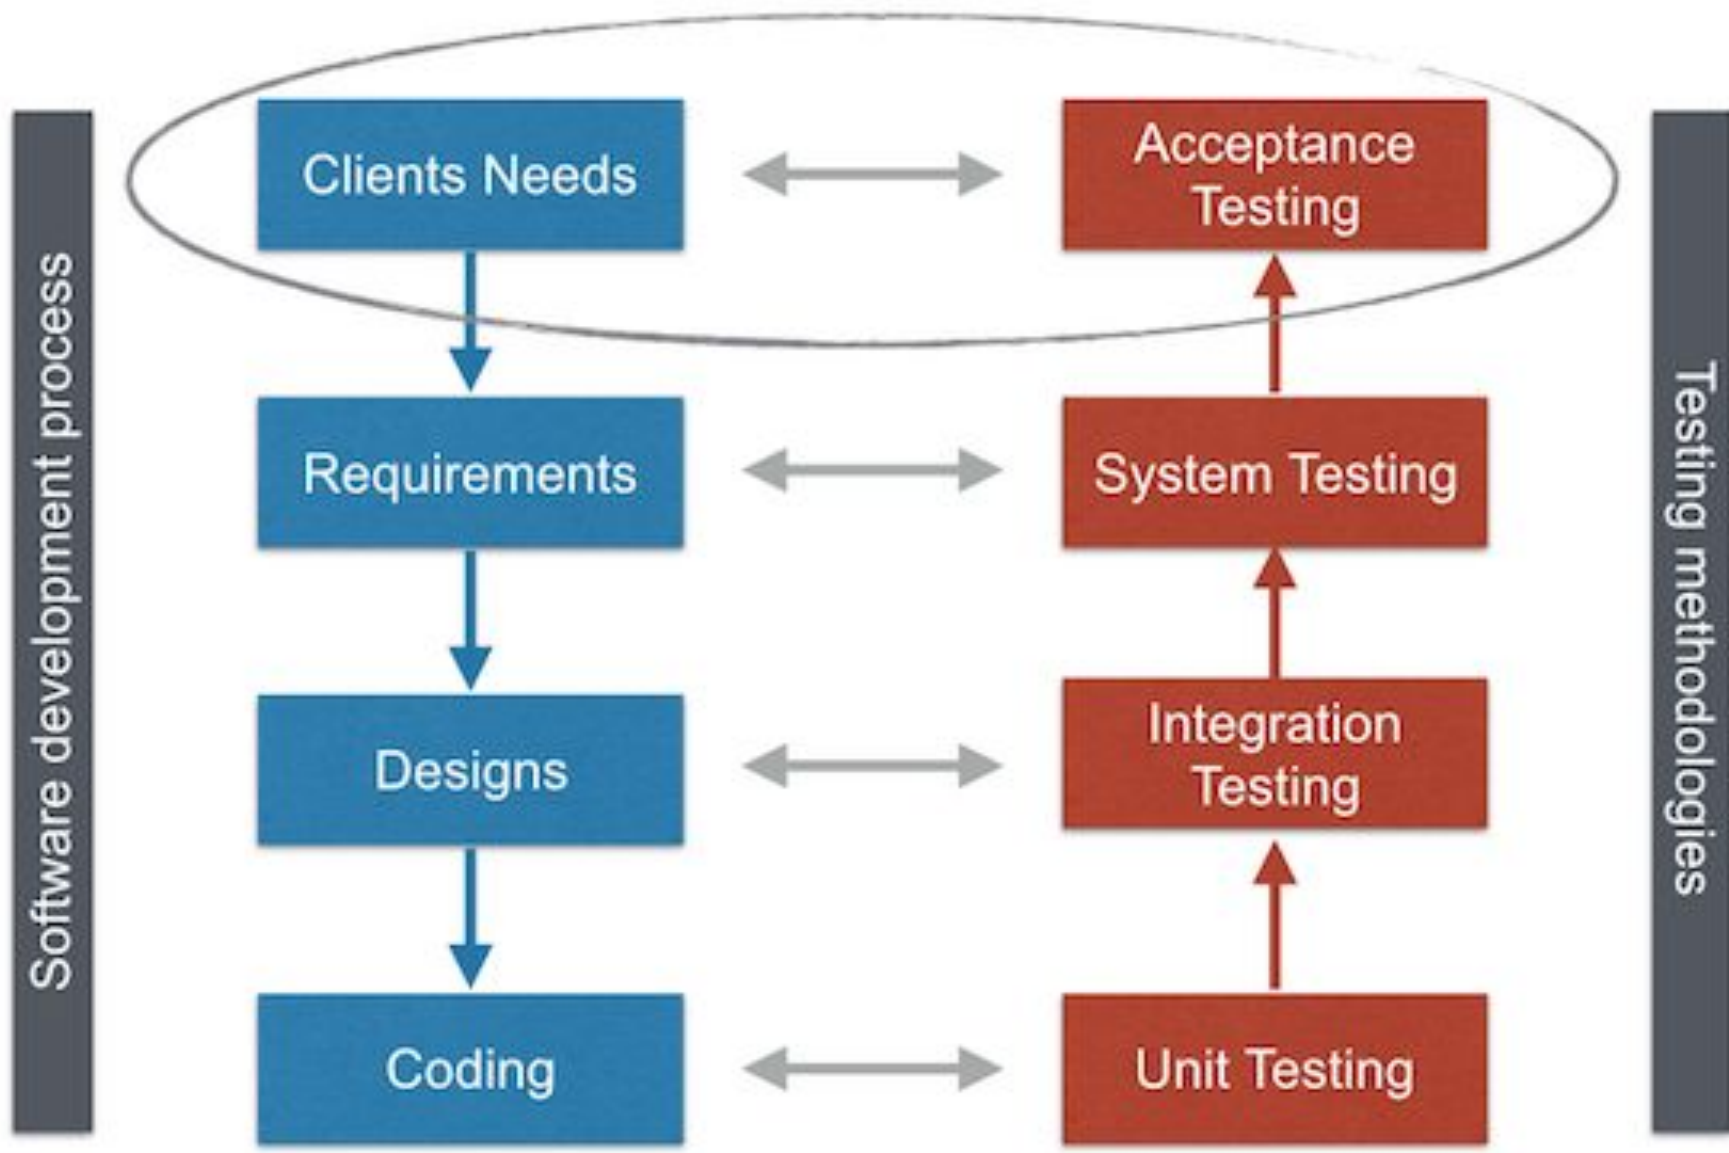 Software development process
Clients Needs
Acceptance
Testing
Requirements
System Testing
Designs
Integration
Testing
Coding
Unit Testing
Testing methodologies